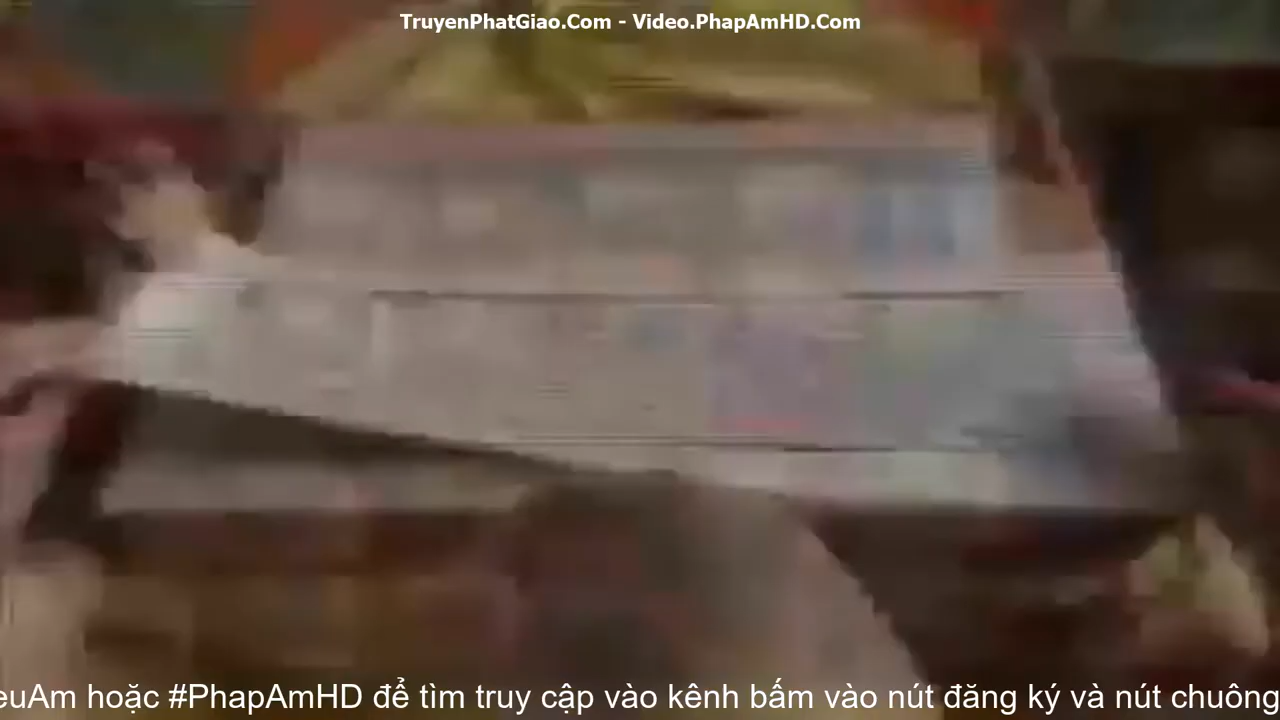 TruyenPhatGiao.Com - Video.PhapAmHD.Com
euAm hoặc #PhapAmHD để tìm truy cập vào kênh bấm vào nút đăng ký và nút chuông